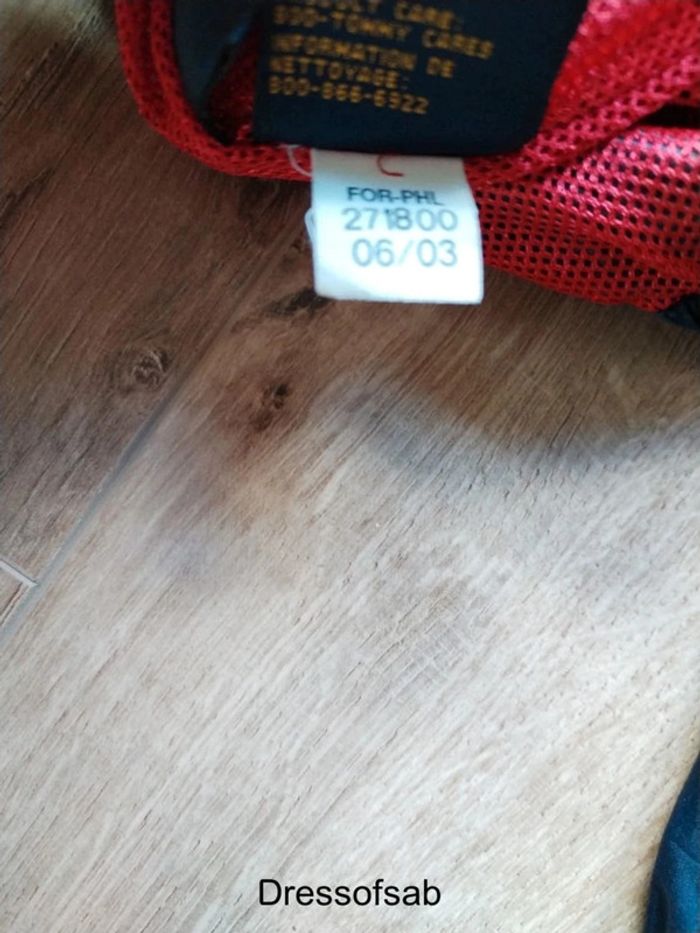 CARE:
800-TOMMY CARES
INFORMATION DE
NETTOYAGE:
800-866-6922
FOR-PHL
271800
06/03
Dressofsab